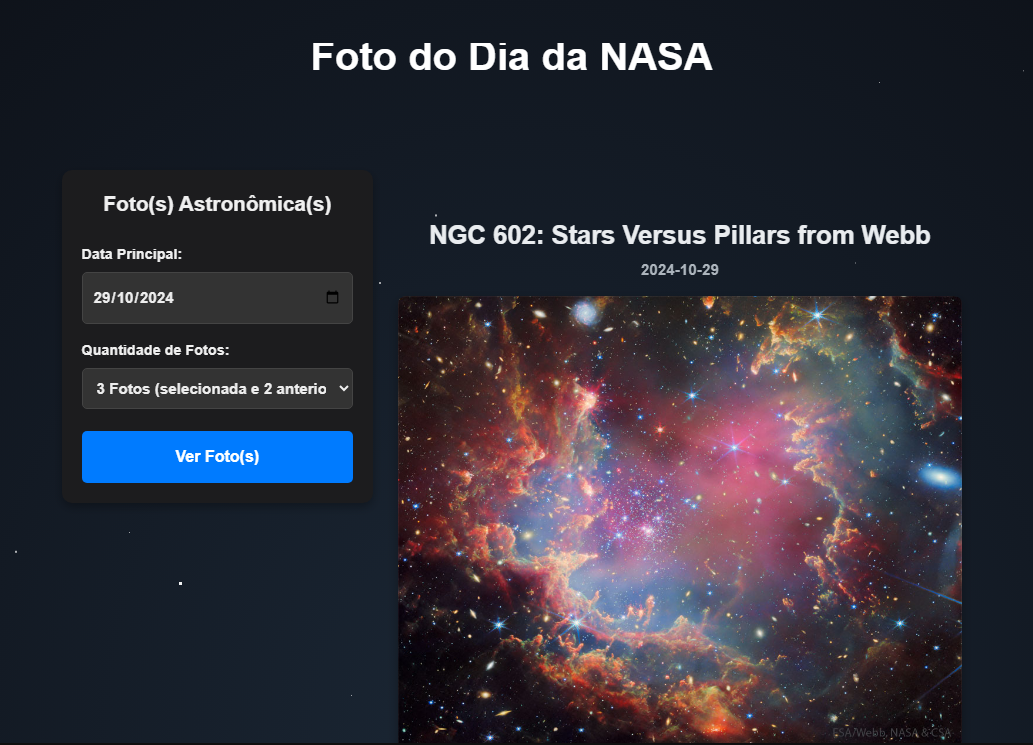 Foto do Dia da NASA
Foto(s) Astronômica(s)
Data Principal:
29/10/2024
Quantidade de Fotos:
3 Fotos (selecionada e 2 anterio
Ver Foto(s)
NGC 602: Stars Versus Pillars from Webb
2024-10-29
ESA/Webb, NASA & CSA